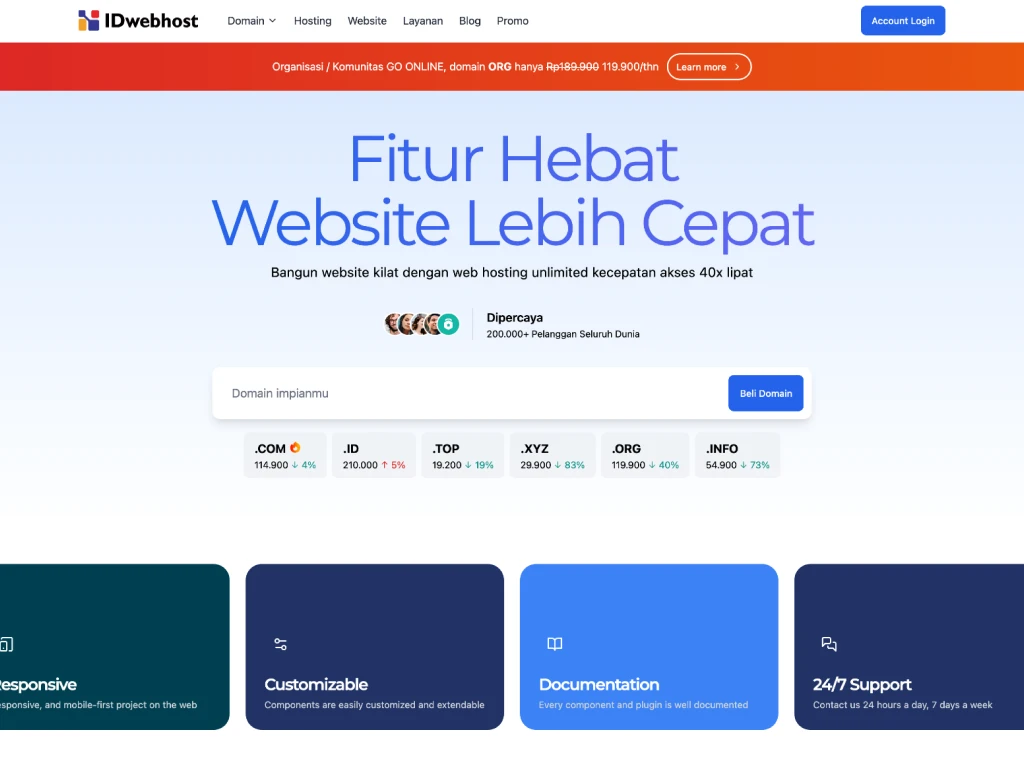 IDwebhost
Domain
Hosting
Website
Layanan
Blog
Promo
Account Login
Organisasi / Komunitas GO ONLINE, domain ORG hanya Rp189.900 119.900/thn
Learn more
Fitur Hebat
Website Lebih Cepat
Bangun website kilat dengan web hosting unlimited kecepatan akses 40x lipat
Dipercaya
200.000+ Pelanggan Seluruh Dunia
Domain impianmu
Beli Domain
.COM
114.900 ↓ 4%
.ID
210.000 ↑ 5%
.TOP
19.200 ↓ 19%
.XYZ
29.900 ↓ 83%
.ORG
119.900 ↓ 40%
.INFO
54.900 ↓ 73%
esponsive
sponsive, and mobile-first project on the web
Customizable
Components are easily customized and extendable
Documentation
Every component and plugin is well documented
24/7 Support
Contact us 24 hours a day, 7 days a week